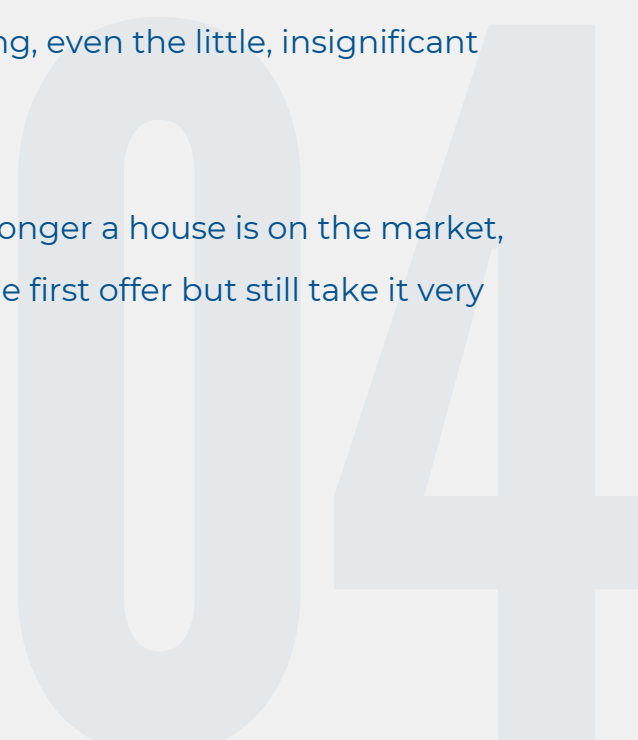 ng, even the little, insignificant
onger a house is on the market,
e first offer but still take it very
04